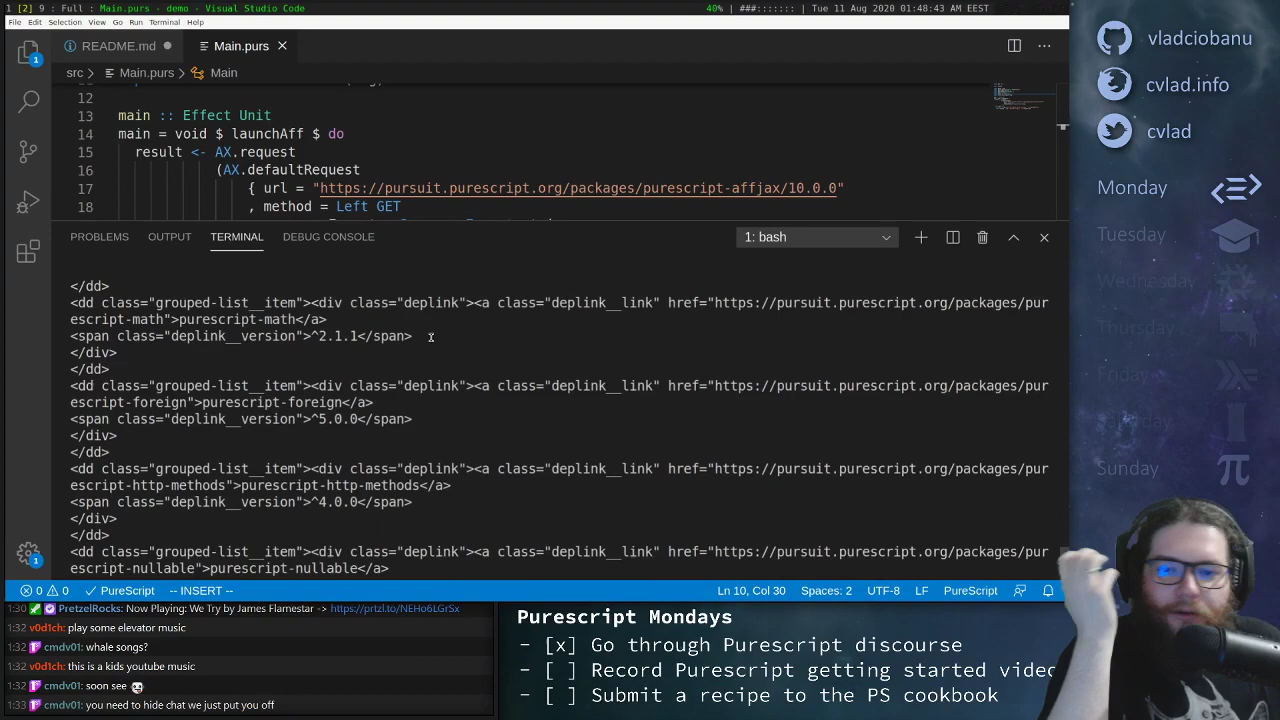 1 [2] 9 : Full : Main.purs - demo - Visual Studio Code
40% | ###::::::: | Tue 11 Aug 2020 01:48:43 AM EEST
File Edit Selection View Go Run Terminal Help
README.md
Main.purs
src > Main.purs > Main
12
13 main :: Effect Unit
14 main = void $ launchAff $ do
15 result <- AX.request
16 (AX.defaultRequest
17 { url = "https://pursuit.purescript.org/packages/purescript-affjax/10.0.0"
18 , method = Left GET
PROBLEMS OUTPUT TERMINAL DEBUG CONSOLE
1: bash
</dd>
<dd class="grouped-list__item"><div class="deplink"><a class="deplink__link" href="https://pursuit.purescript.org/packages/pur
escript-math">purescript-math</a>
<span class="deplink__version">^2.1.1</span>
</div>
</dd>
<dd class="grouped-list__item"><div class="deplink"><a class="deplink__link" href="https://pursuit.purescript.org/packages/pur
escript-foreign">purescript-foreign</a>
<span class="deplink__version">^5.0.0</span>
</div>
</dd>
<dd class="grouped-list__item"><div class="deplink"><a class="deplink__link" href="https://pursuit.purescript.org/packages/pur
escript-http-methods">purescript-http-methods</a>
<span class="deplink__version">^4.0.0</span>
</div>
</dd>
<dd class="grouped-list__item"><div class="deplink"><a class="deplink__link" href="https://pursuit.purescript.org/packages/pur
escript-nullable">purescript-nullable</a>
0 0 PureScript -- INSERT --
Ln 10, Col 30 Spaces: 2 UTF-8 LF PureScript
1:30 PretzelRocks: Now Playing: We Try by James Flamestar -> https://prtzl.to/NEHo6LGrSx
1:32 v0d1ch: play some elevator music
1:32 cmdv01: whale songs?
1:32 v0d1ch: this is a kids youtube music
1:32 cmdv01: soon see
1:33 cmdv01: you need to hide chat we just put you off
Purescript Mondays
- [x] Go through Purescript discourse
- [ ] Record Purescript getting started video
- [ ] Submit a recipe to the PS cookbook
vladciobanu
cvlad.info
cvlad
Monday
Tuesday
Wednesday
Thursday
Friday
Saturday
Sunday